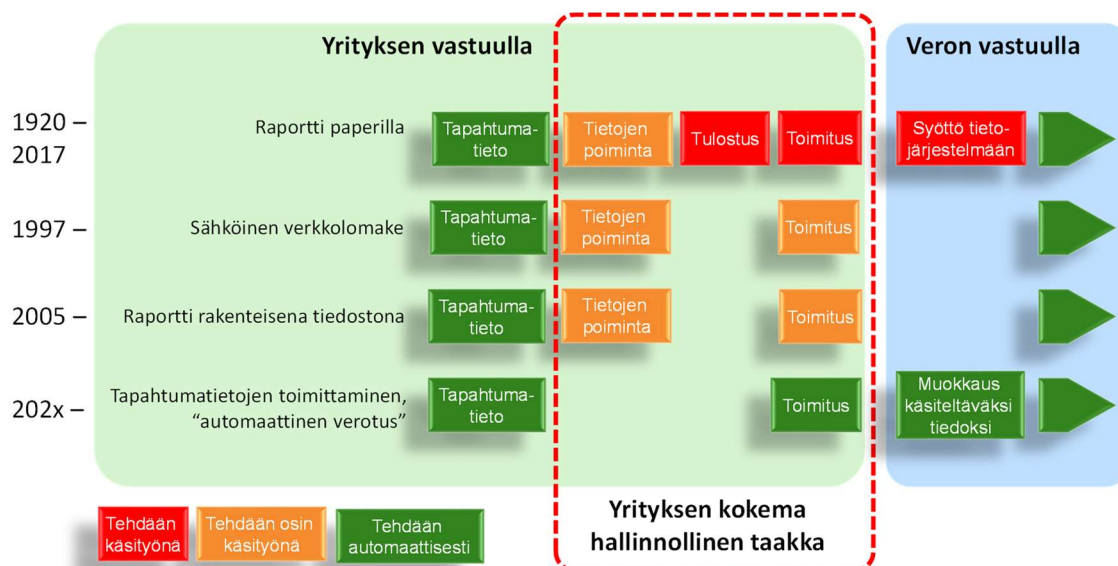 Yrityksen vastuulla
Veron vastuulla
1920 –
2017
Raportti paperilla
Tapahtuma-
tieto
Tietojen
poiminta
Tulostus
Toimitus
Syöttö tieto-
järjestelmään
1997 –
Sähköinen verkkolomake
Tapahtuma-
tieto
Tietojen
poiminta
Toimitus
2005 –
Raportti rakenteisena tiedostona
Tapahtuma-
tieto
Tietojen
poiminta
Toimitus
202x –
Tapahtumatietojen toimittaminen,
“automaattinen verotus”
Tapahtuma-
tieto
Toimitus
Muokkaus
käsiteltäväksi
tiedoksi
Tehdään
käsityönä
Tehdään osin
käsityönä
Tehdään
automaattisesti
Yrityksen kokema
hallinnollinen taakka